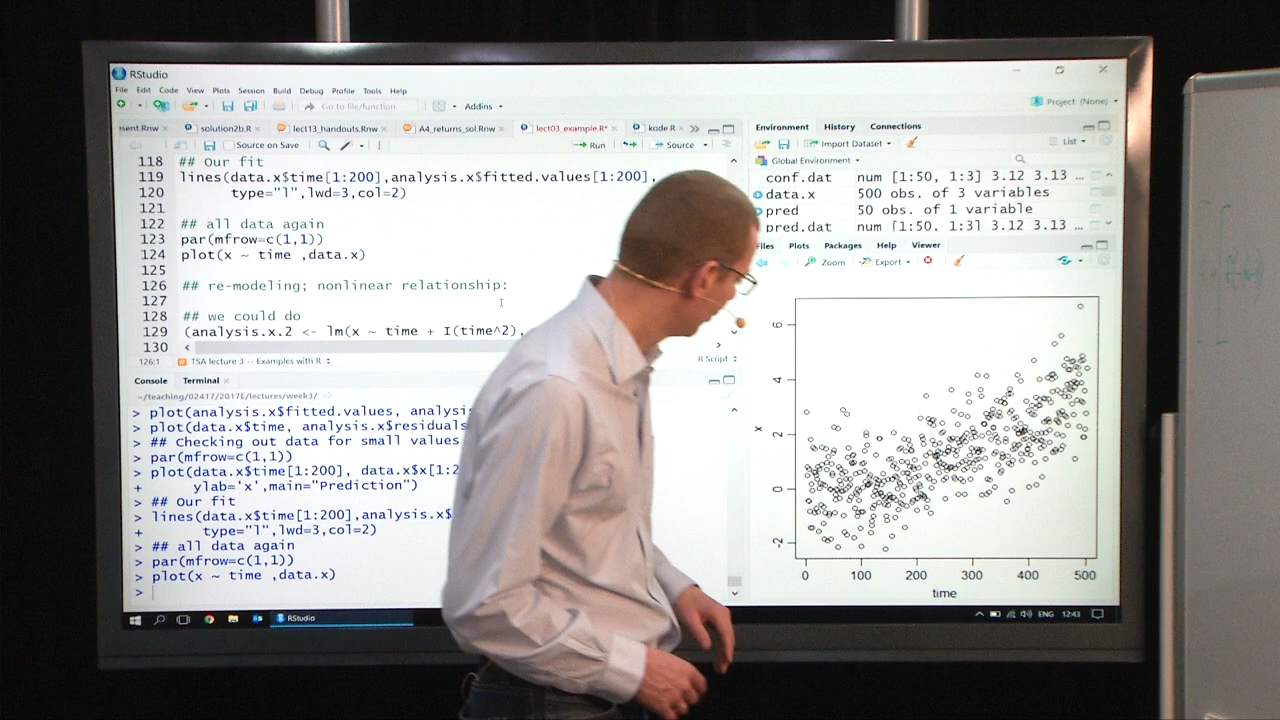 RStudio
File Edit Code View Plots Session Build Debug Profile Tools Help
Go to file/function Addins
Project: (None)
sent.Rnw solution2b.R lect13_handouts.Rnw A4_returns_sol.Rnw lect03_example.R* kode R
Source on Save Run Source
118 ## Our fit
119 lines(data.x$time[1:200],analysis.x$fitted.values[1:200],
120 type="l",lwd=3,col=2)
121
122 ## all data again
123 par(mfrow=c(1,1))
124 plot(x ~ time ,data.x)
125
126 ## re-modeling; nonlinear relationship:
127
128 ## we could do
129 (analysis.x.2 <- lm(x ~ time + I(time^2),
130
126:1 TSA lecture 3 -- Examples with R R Script
Console Terminal
~/teaching/02417/2017E/lectures/week3/
> plot(analysis.x$fitted.values, analysis
> plot(data.x$time, analysis.x$residuals
> ## Checking out data for small values
> par(mfrow=c(1,1))
> plot(data.x$time[1:200], data.x$x[1:2
+ ylab='x',main="Prediction")
> ## Our fit
> lines(data.x$time[1:200],analysis.x$
+ type="l",lwd=3,col=2)
> ## all data again
> par(mfrow=c(1,1))
> plot(x ~ time ,data.x)
>
Environment History Connections
Import Dataset List
Global Environment
conf.dat num [1:50, 1:3] 3.12 3.13 ...
data.x 500 obs. of 3 variables
pred 50 obs. of 1 variable
pred.dat num [1:50, 1:3] 3.12 3.13 ...
Files Plots Packages Help Viewer
Zoom Export
6
4
2
0
-2
x
0 100 200 300 400 500
time
RStudio
ENG 12:43